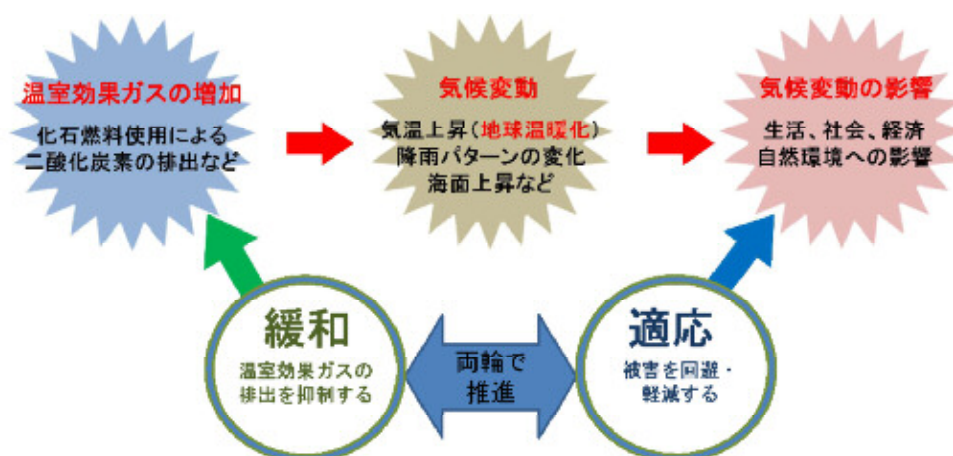 温室効果ガスの増加
化石燃料使用による
二酸化炭素の排出など
気候変動
気温上昇(地球温暖化)
降雨パターンの変化
海面上昇など
気候変動の影響
生活、社会、経済
自然環境への影響
緩和
温室効果ガスの
排出を抑制する
両輪で
推進
適応
被害を回避・
軽減する